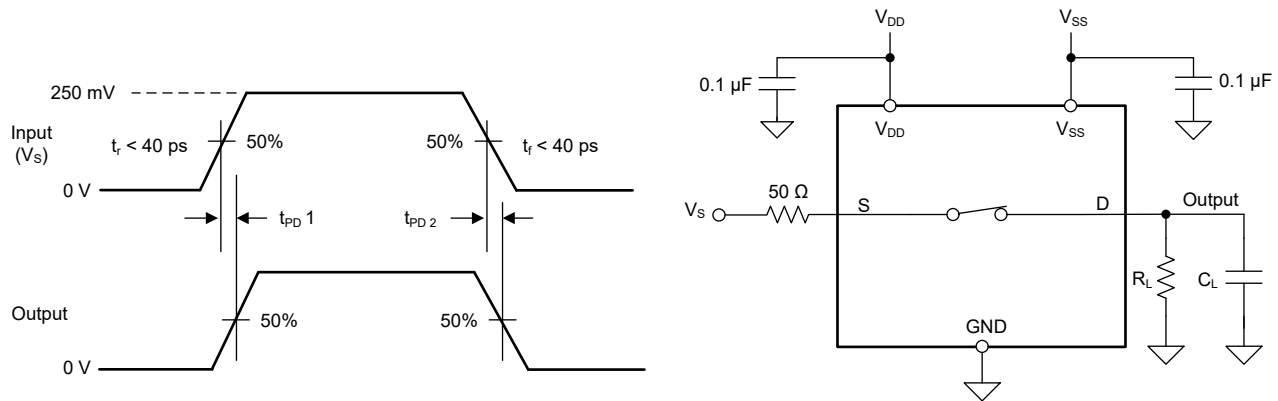 250 mV
Input
(VS)
tr < 40 ps
50%
50%
tf < 40 ps
0 V
tPD 1
tPD 2
Output
50%
50%
0 V
VDD
VSS
0.1 µF
0.1 µF
VDD
VSS
50 Ω
VS
S
D
Output
RL
CL
GND